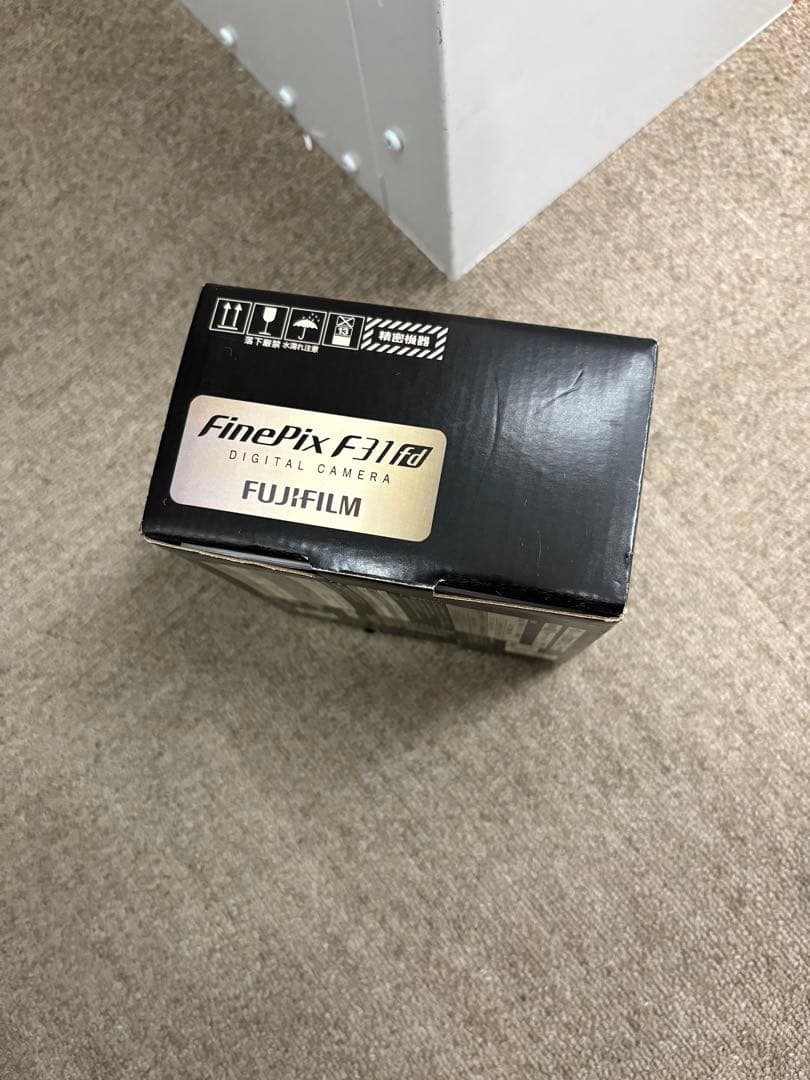 13
精密機器
落下厳禁 水濡れ注意
FinePix F31fd
DIGITAL CAMERA
FUJIFILM